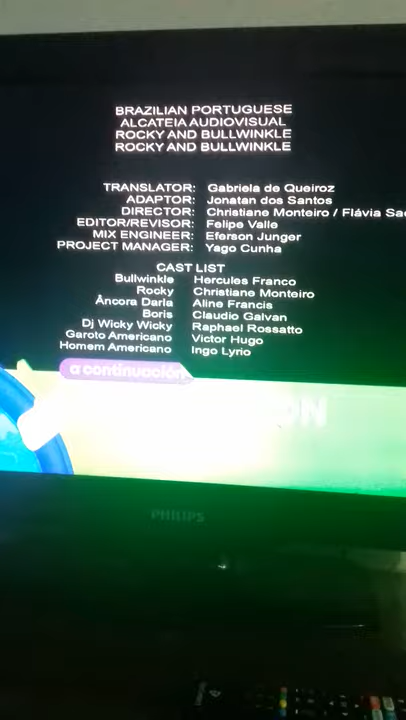 BRAZILIAN PORTUGUESE
ALCATEIA AUDIOVISUAL
ROCKY AND BULLWINKLE
ROCKY AND BULLWINKLE
TRANSLATOR: Gabriela de Queiroz
ADAPTOR: Jonatan dos Santos
DIRECTOR: Christiane Monteiro / Flávia
EDITOR/REVISOR: Felipe Valle
MIX ENGINEER: Eferson Junger
PROJECT MANAGER: Yago Cunha
CAST LIST
Bullwinkle Hercules Franco
Rocky Christiane Monteiro
Âncora Darla Aline Francis
Boris Claudio Galvan
Dj Wicky Wicky Raphael Rossatto
Garoto Americano Victor Hugo
Homem Americano Ingo Lyrio
a continuación
PHILIPS